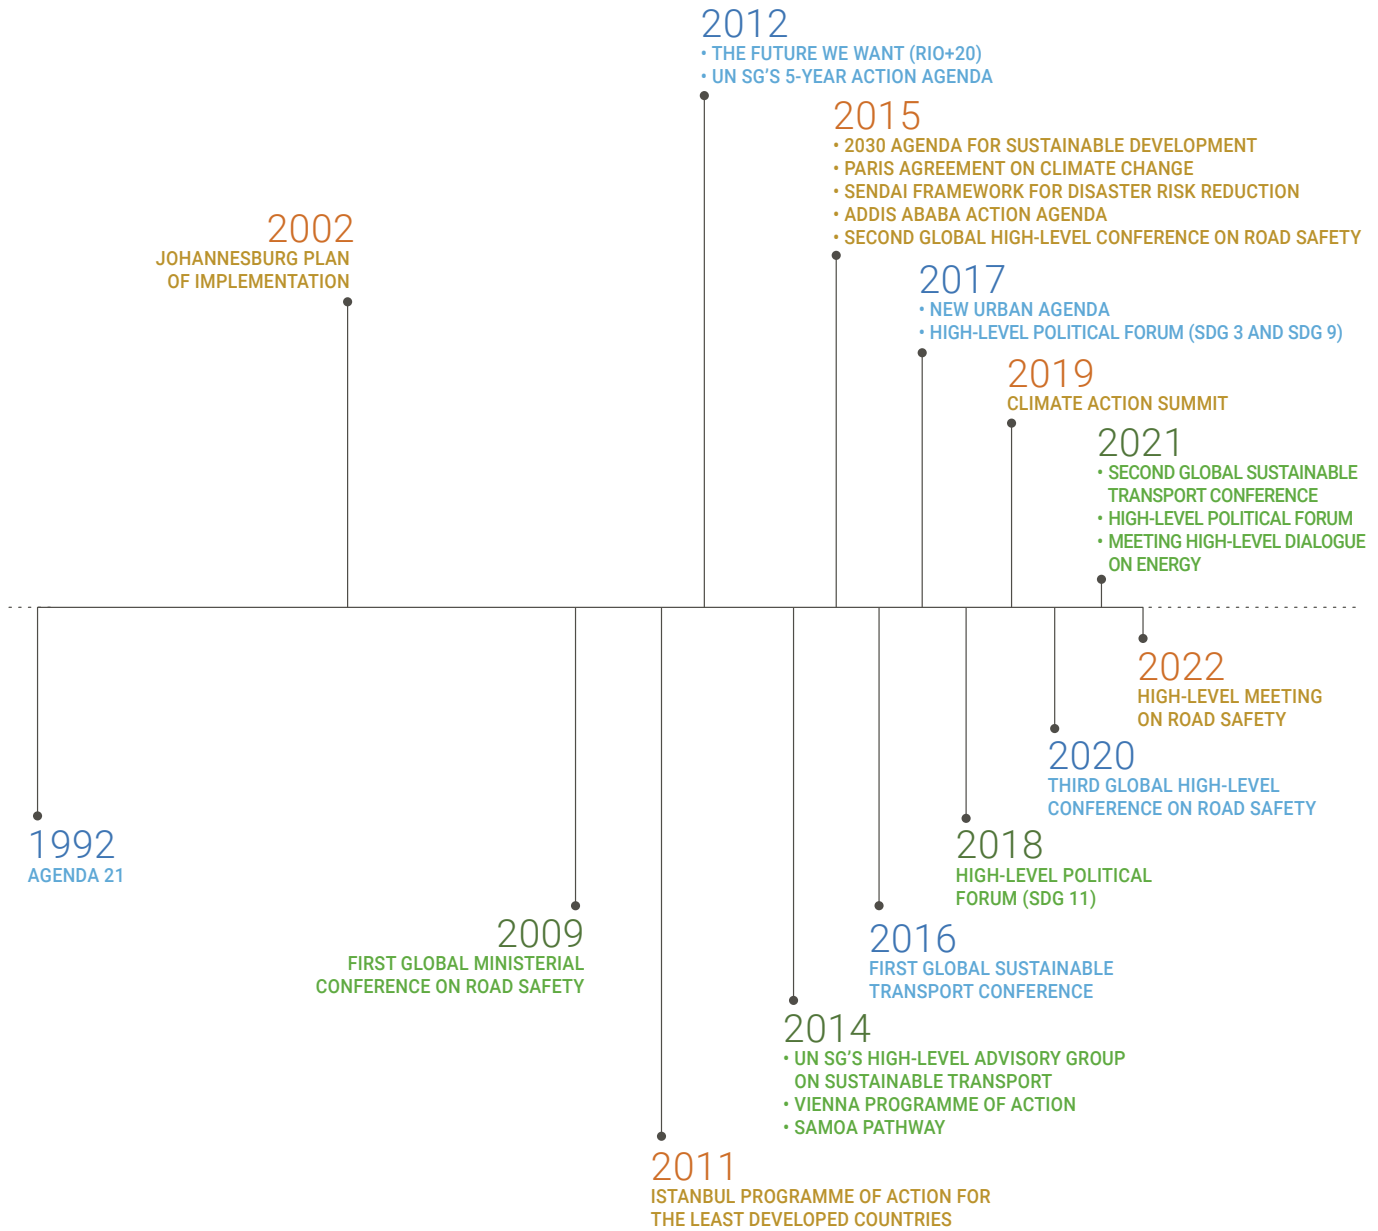 2012
• THE FUTURE WE WANT (RIO+20)
• UN SG'S 5-YEAR ACTION AGENDA
2015
• 2030 AGENDA FOR SUSTAINABLE DEVELOPMENT
• PARIS AGREEMENT ON CLIMATE CHANGE
• SENDAI FRAMEWORK FOR DISASTER RISK REDUCTION
• ADDIS ABABA ACTION AGENDA
• SECOND GLOBAL HIGH-LEVEL CONFERENCE ON ROAD SAFETY
2002
JOHANNESBURG PLAN
OF IMPLEMENTATION
2017
• NEW URBAN AGENDA
• HIGH-LEVEL POLITICAL FORUM (SDG 3 AND SDG 9)
2019
CLIMATE ACTION SUMMIT
2021
• SECOND GLOBAL SUSTAINABLE
TRANSPORT CONFERENCE
• HIGH-LEVEL POLITICAL FORUM
• MEETING HIGH-LEVEL DIALOGUE
ON ENERGY
2022
HIGH-LEVEL MEETING
ON ROAD SAFETY
2020
THIRD GLOBAL HIGH-LEVEL
CONFERENCE ON ROAD SAFETY
1992
AGENDA 21
2018
HIGH-LEVEL POLITICAL
FORUM (SDG 11)
2009
FIRST GLOBAL MINISTERIAL
CONFERENCE ON ROAD SAFETY
2016
FIRST GLOBAL SUSTAINABLE
TRANSPORT CONFERENCE
2014
• UN SG'S HIGH-LEVEL ADVISORY GROUP
ON SUSTAINABLE TRANSPORT
• VIENNA PROGRAMME OF ACTION
• SAMOA PATHWAY
2011
ISTANBUL PROGRAMME OF ACTION FOR
THE LEAST DEVELOPED COUNTRIES